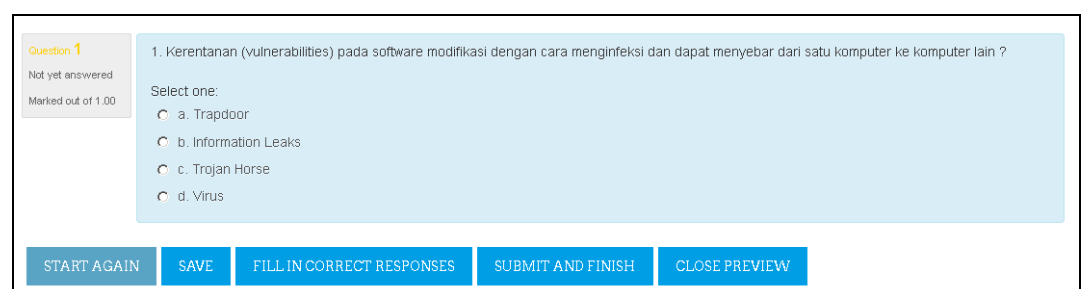 Question 1
Not yet answered
Marked out of 1.00
1. Kerentanan (vulnerabilities) pada software modifikasi dengan cara menginfeksi dan dapat menyebar dari satu komputer ke komputer lain ?
Select one:
a. Trapdoor
b. Information Leaks
c. Trojan Horse
d. Virus
START AGAIN SAVE FILL IN CORRECT RESPONSES SUBMIT AND FINISH CLOSE PREVIEW